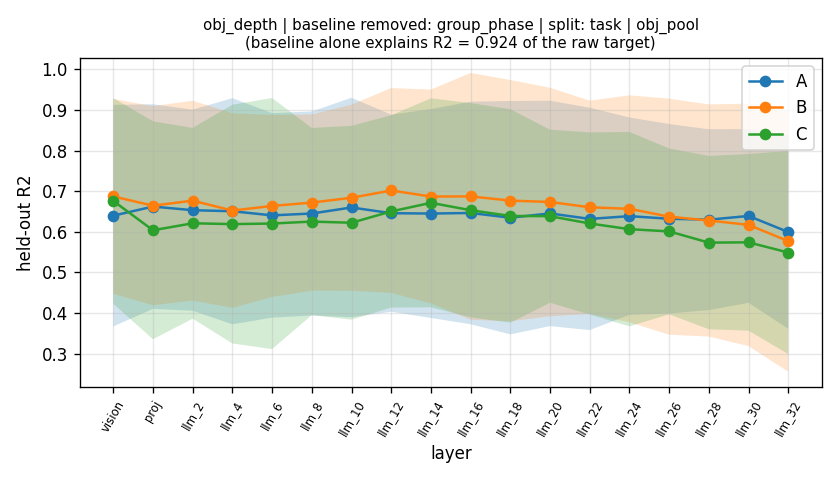 obj_depth | baseline removed: group_phase | split: task | obj_pool
(baseline alone explains R2 = 0.924 of the raw target)
held-out R2
1.0
0.9
0.8
0.7
0.6
0.5
0.4
0.3
A
B
C
vision
proj
llm_2
llm_4
llm_6
llm_8
llm_10
llm_12
llm_14
llm_16
llm_18
llm_20
llm_22
llm_24
llm_26
llm_28
llm_30
llm_32
layer